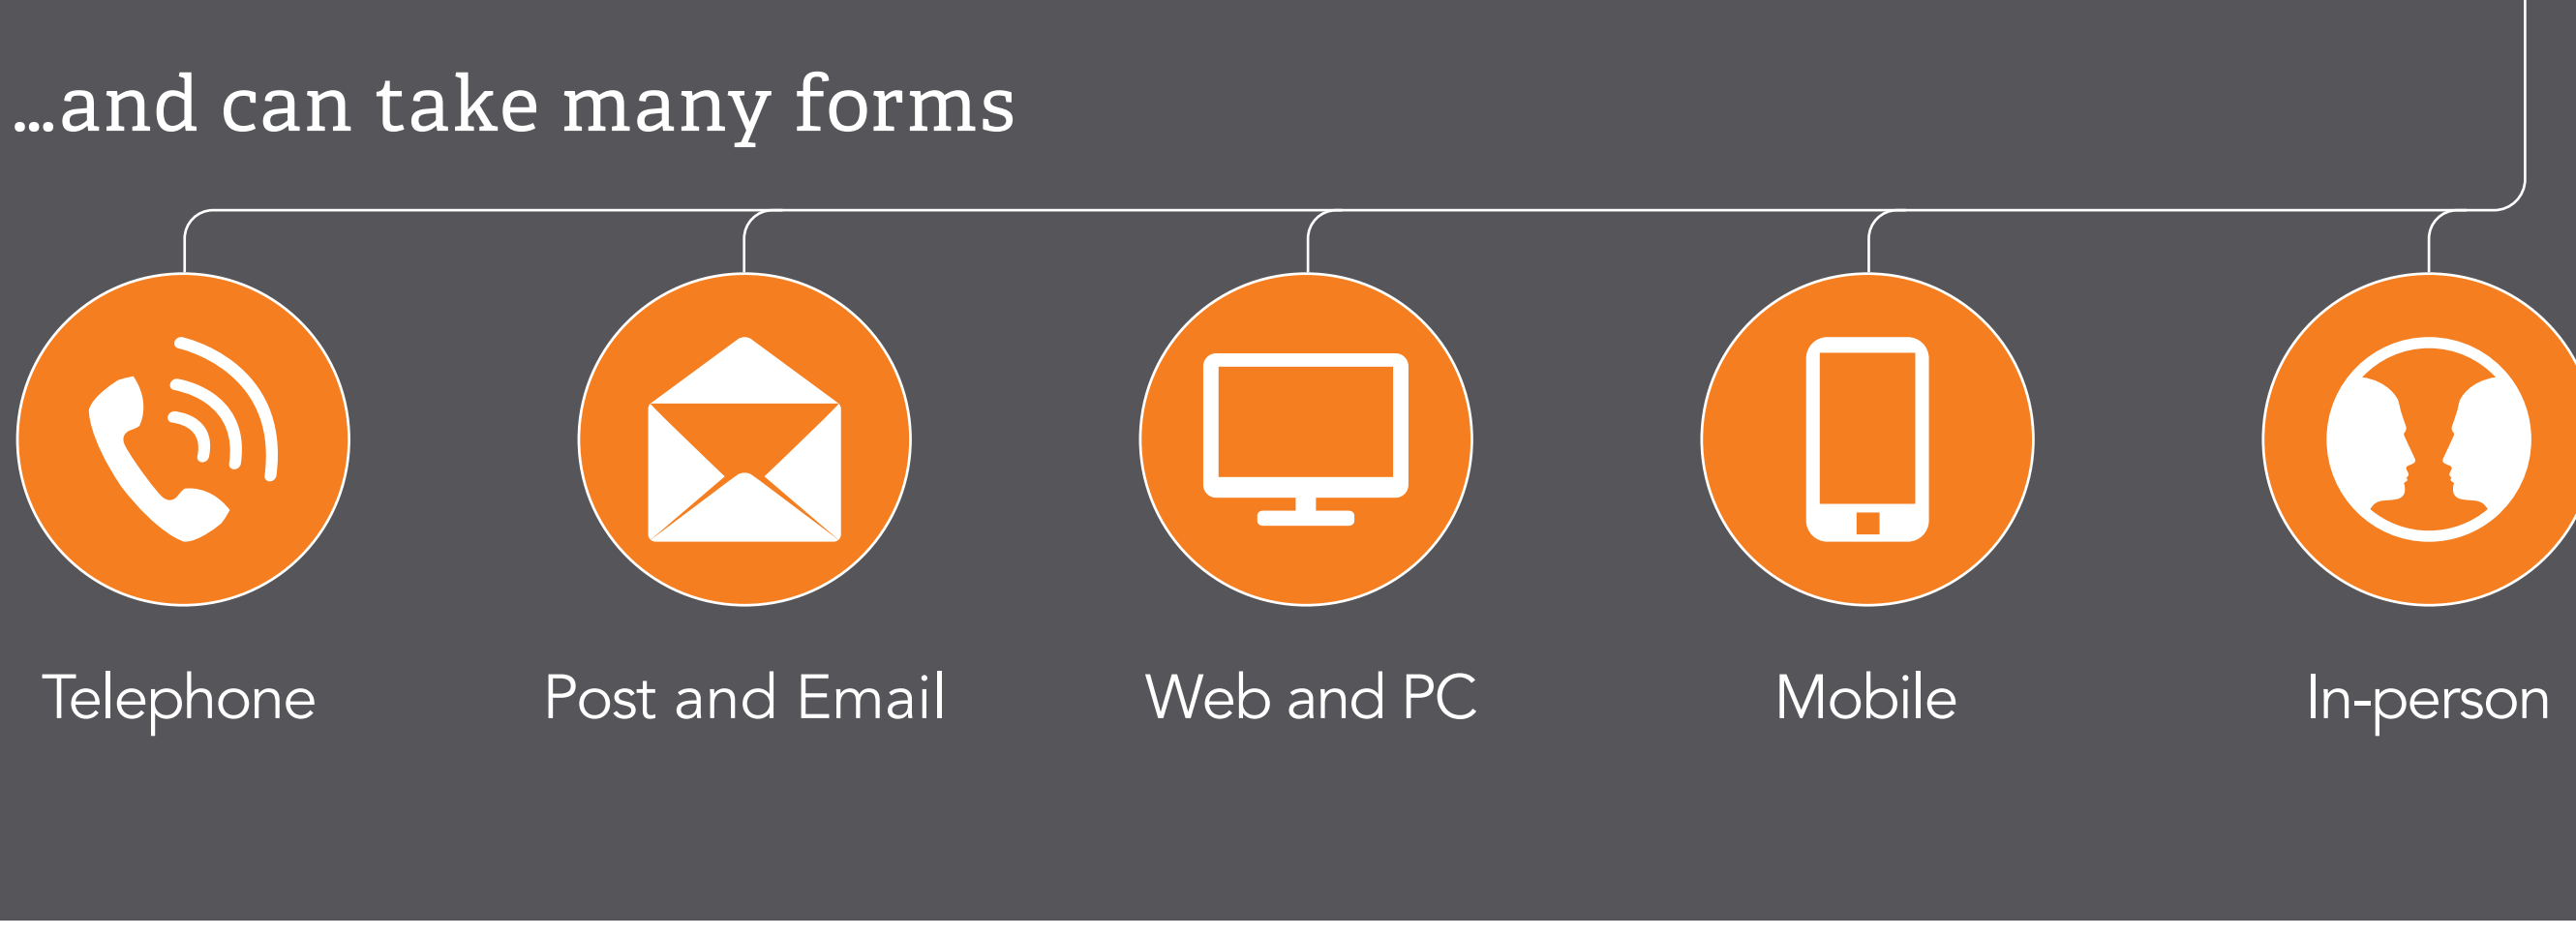 …and can take many forms
Telephone
Post and Email
Web and PC
Mobile
In-person